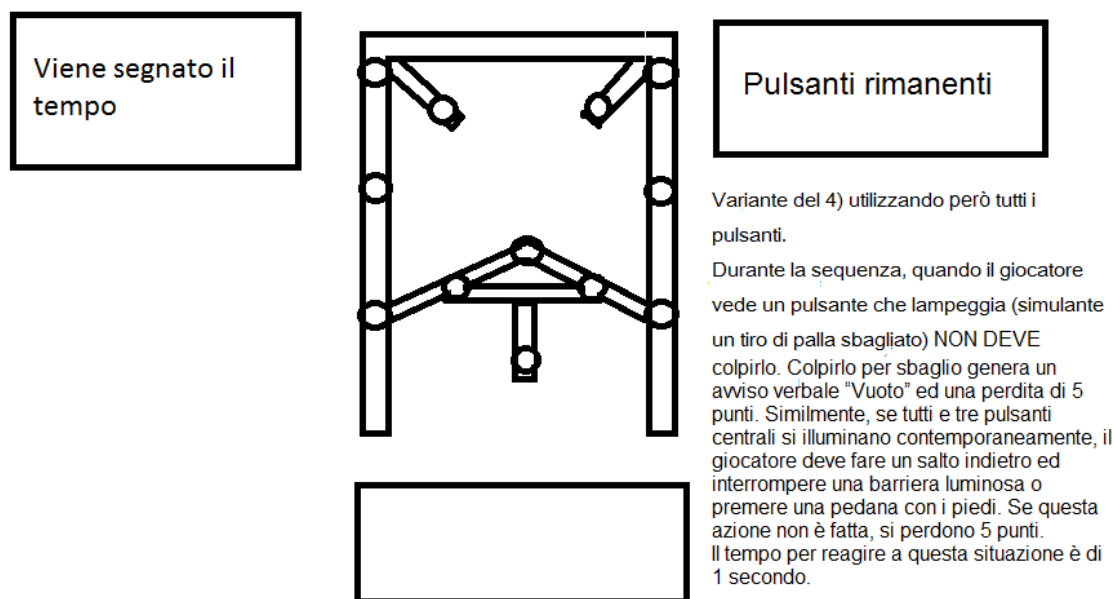 Viene segnato il
tempo
Pulsanti rimanenti
Variante del 4) utilizzando però tutti i
pulsanti.
Durante la sequenza, quando il giocatore
vede un pulsante che lampeggia (simulante
un tiro di palla sbagliato) NON DEVE
colpirlo. Colpirlo per sbaglio genera un
avviso verbale “Vuoto” ed una perdita di 5
punti. Similmente, se tutti e tre pulsanti
centrali si illuminano contemporaneamente, il
giocatore deve fare un salto indietro ed
interrompere una barriera luminosa o
premere una pedana con i piedi. Se questa
azione non è fatta, si perdono 5 punti.
Il tempo per reagire a questa situazione è di
1 secondo.